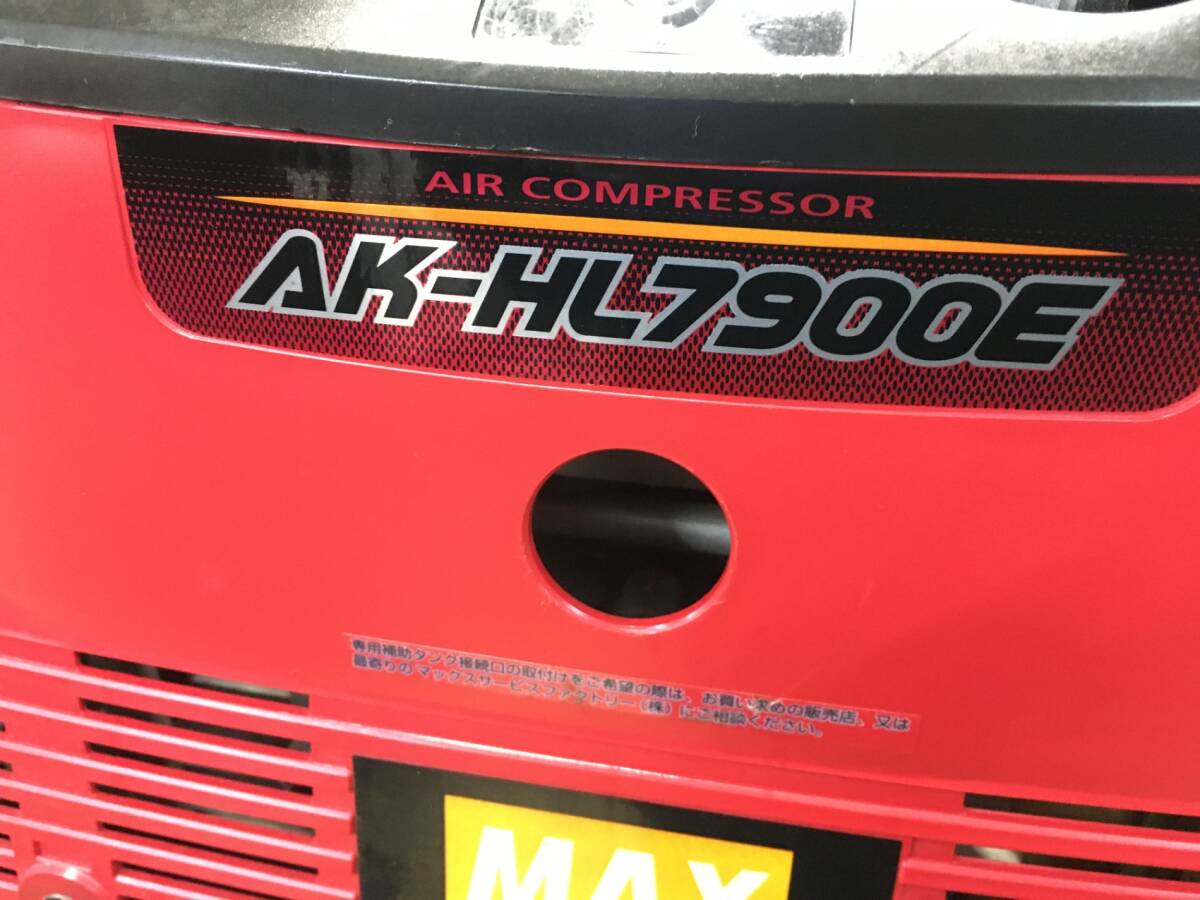 AIR COMPRESSOR
AK-HL7900E
専用補助タンク接続口の取付けをご希望の際は、お買い求めの販売店、又は
最寄りのマックスサービスファクトリー(株)にご相談ください。
MAX